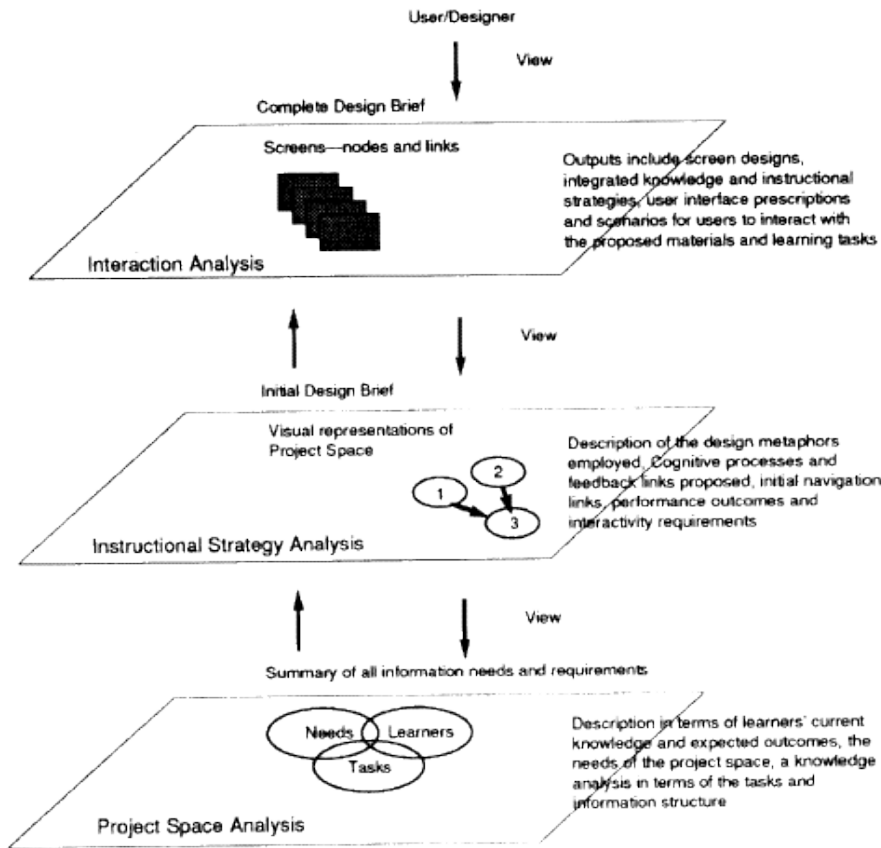 User/Designer
View
Complete Design Brief
Screens—nodes and links
Outputs include screen designs,
integrated knowledge and instructional
strategies, user interface prescriptions
and scenarios for users to interact with
the proposed materials and learning tasks
Interaction Analysis
View
Initial Design Brief
Visual representations of
Project Space
1
2
3
Description of the design metaphors
employed, Cognitive processes and
feedback links proposed, initial navigation
links, performance outcomes and
interactivity requirements
Instructional Strategy Analysis
View
Summary of all information needs and requirements
Needs
Learners
Tasks
Description in terms of learners' current
knowledge and expected outcomes, the
needs of the project space, a knowledge
analysis in terms of the tasks and
information structure
Project Space Analysis